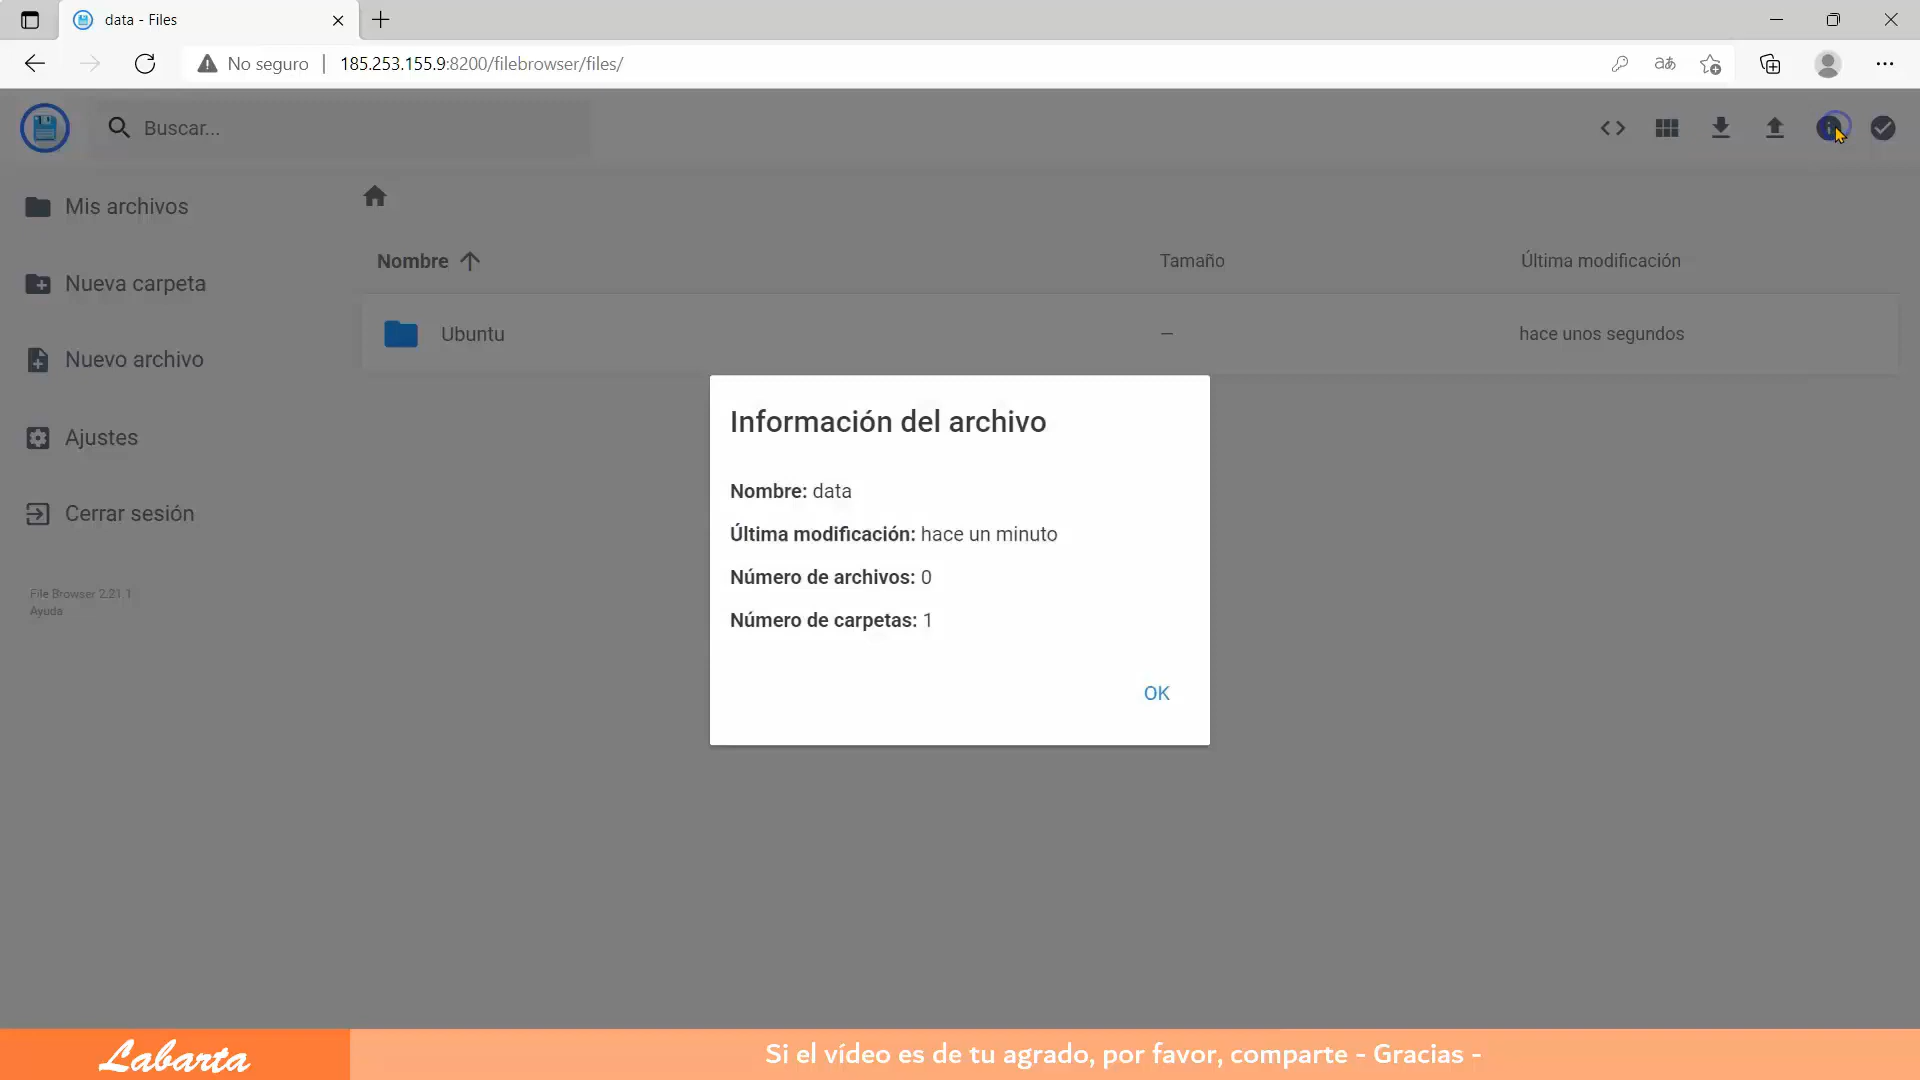 data - Files
No seguro
185.253.155.9:8200/filebrowser/files/
Buscar...
Mis archivos
Nueva carpeta
Nuevo archivo
Ajustes
Cerrar sesión
File Browser 2.21.1
Ayuda
Nombre Tamaño Última modificación
Ubuntu — hace unos segundos
Información del archivo
Nombre: data
Última modificación: hace un minuto
Número de archivos: 0
Número de carpetas: 1
OK
Labarta
Si el vídeo es de tu agrado, por favor, comparte - Gracias -